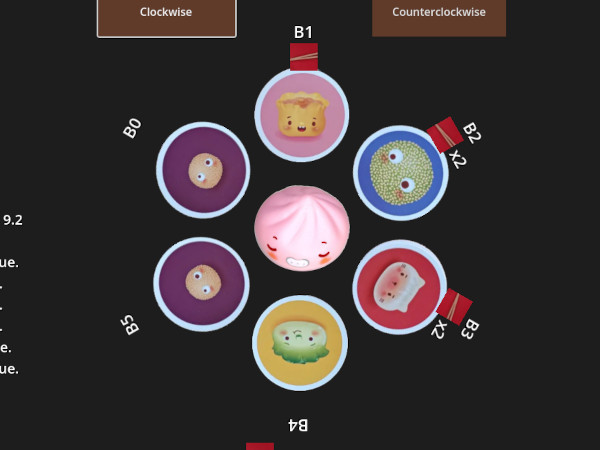 Clockwise
Counterclockwise
B1
B0
B2
x2
9.2
ue.
.
.
.
e.
ue.
B5
B3
x2
B4